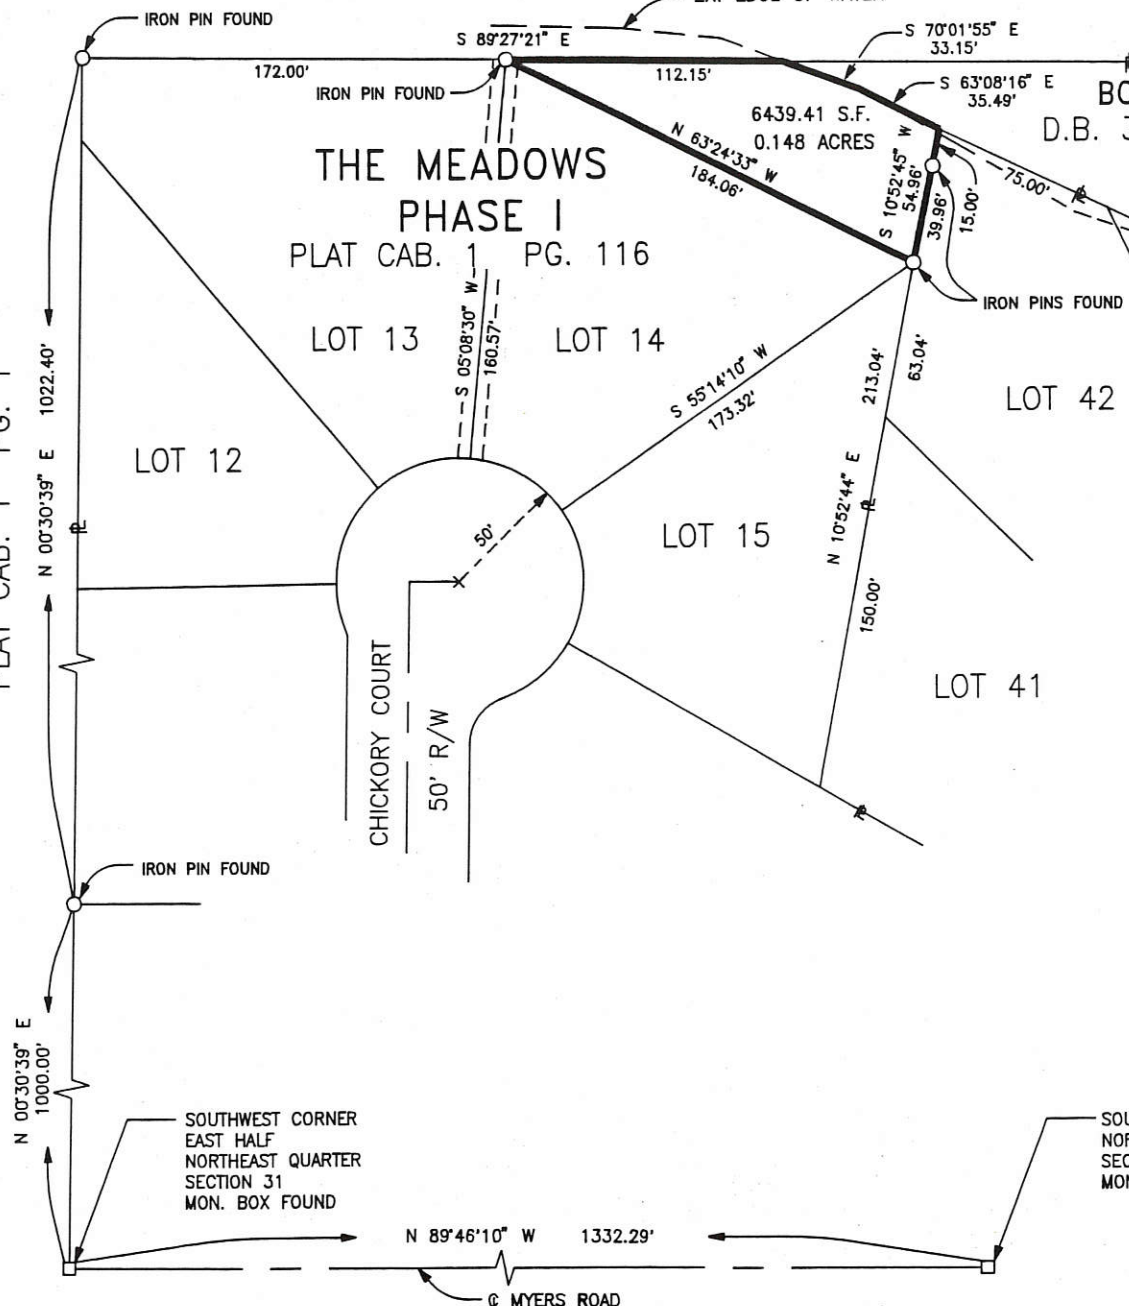 IRON PIN FOUND
S 89°27'21" E
172.00'
IRON PIN FOUND
112.15'
S 70°01'55" E
33.15'
S 63°08'16" E
35.49'
6439.41 S.F.
0.148 ACRES
D.B.
N 63°24'33" W
184.06'
S 10°52'45" W
54.96'
39.96'
15.00'
75.00'
THE MEADOWS
PHASE I
PLAT CAB. 1 PG. 116
IRON PINS FOUND
LOT 13
S 05°08'30" W
160.57'
LOT 14
S 55°14'10" W
173.32'
213.04'
63.04'
LOT 42
N 00°30'39" E 1022.40'
PLAT CAB. 1 PG. 1
LOT 12
50'
LOT 15
N 10°52'44" E
150.00'
LOT 41
CHICKORY COURT
50' R/W
IRON PIN FOUND
N 00°30'39" E
1000.00'
SOUTHWEST CORNER
EAST HALF
NORTHEAST QUARTER
SECTION 31
MON. BOX FOUND
N 89°46'10" W 1332.29'
℄ MYERS ROAD